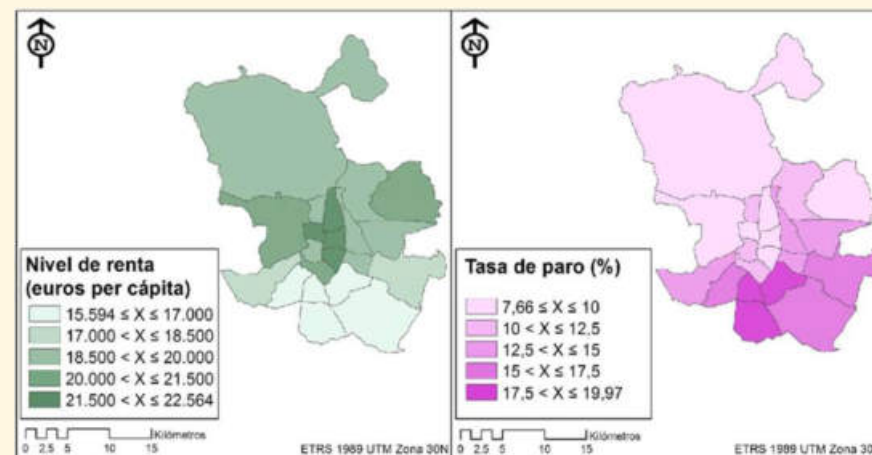 N
Nivel de renta
(euros per cápita)
15.594 ≤ X ≤ 17.000
17.000 < X ≤ 18.500
18.500 < X ≤ 20.000
20.000 < X ≤ 21.500
21.500 < X ≤ 22.564
Kilómetros
0 2.5 5 10 15
ETRS 1989 UTM Zona 30N
N
Tasa de paro (%)
7,66 ≤ X ≤ 10
10 < X ≤ 12,5
12,5 < X ≤ 15
15 < X ≤ 17,5
17,5 < X ≤ 19,97
Kilómetros
0 2.5 5 10 15
ETRS 1989 UTM Zona 30